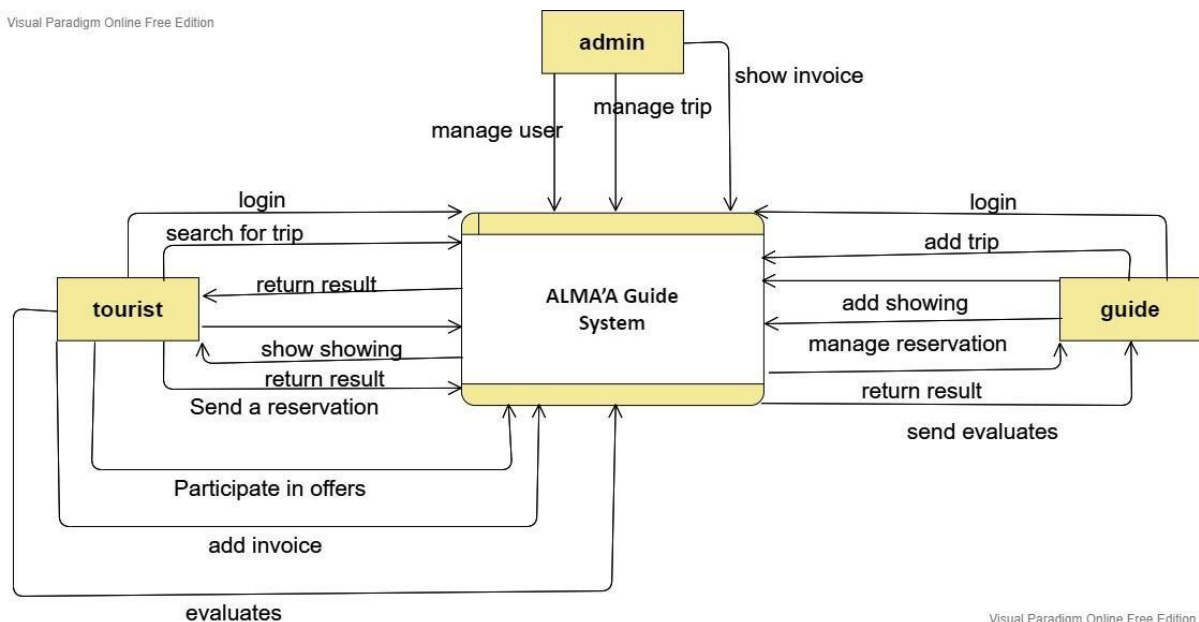 Visual Paradigm Online Free Edition
admin
show invoice
manage trip
manage user
login
login
search for trip
add trip
return result
ALMA’A Guide
System
add showing
tourist
guide
show showing
manage reservation
return result
return result
Send a reservation
send evaluates
Participate in offers
add invoice
evaluates
Visual Paradigm Online Free Edition